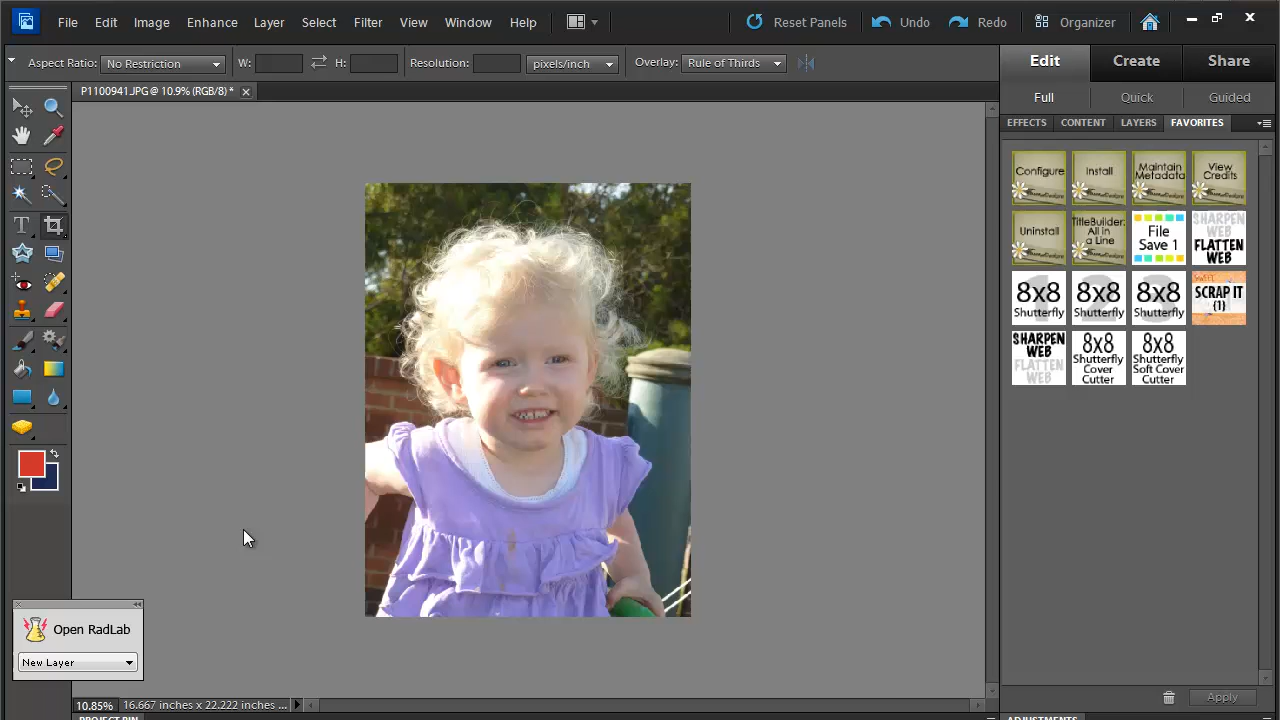 File Edit Image Enhance Layer Select Filter View Window Help Reset Panels Undo Redo Organizer
Aspect Ratio: No Restriction W: H: Resolution: pixels/inch Overlay: Rule of Thirds
Edit Create Share
P1100941.JPG @ 10.9% (RGB/8) *
Full Quick Guided
EFFECTS CONTENT LAYERS FAVORITES
Configure Install Maintain Metadata View Credits
Uninstall TitleBuilder: All in a Line File Save 1 SHARPEN WEB FLATTEN WEB
8x8 Shutterfly 1 8x8 Shutterfly 2 8x8 Shutterfly 3 SWEET SCRAP IT {1}
SHARPEN WEB FLATTEN WEB 8x8 Shutterfly Cover Cutter 8x8 Shutterfly Soft Cover Cutter
T
Open RadLab
New Layer
Apply
10.85% 16.667 inches x 22.222 inches ...
PROJECT BIN ADJUSTMENTS